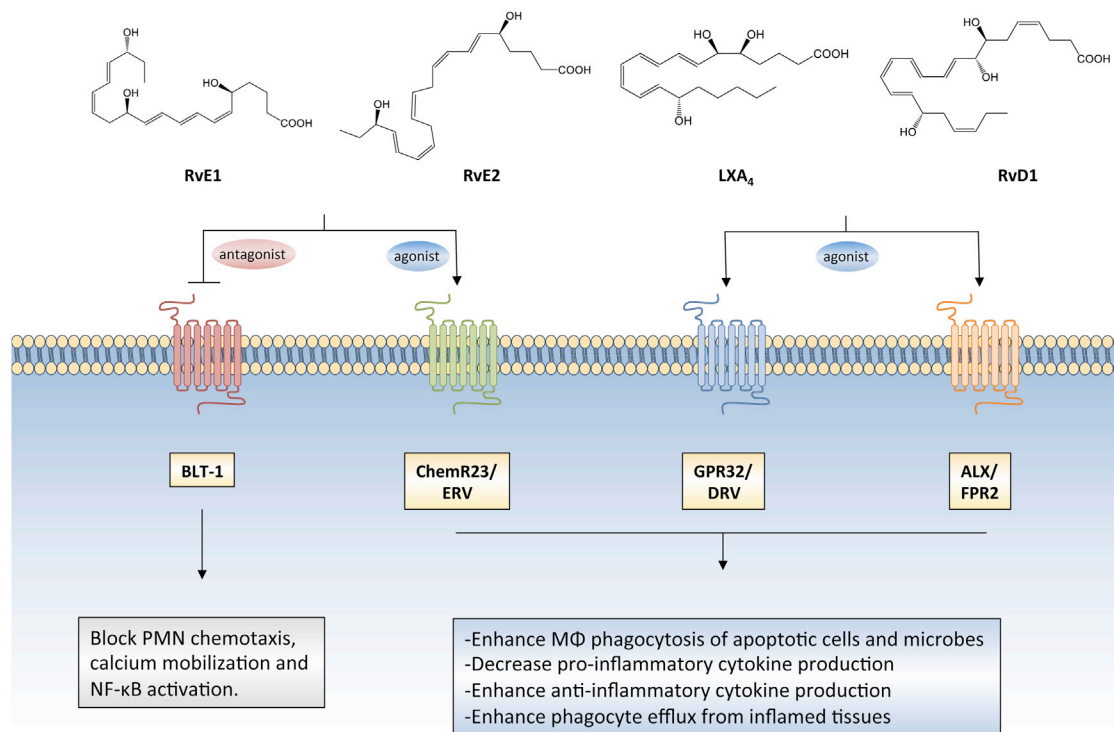 OH
OH
OH
COOH
RvE1
OH
COOH
OH
RvE2
OH
OH
COOH
OH
LXA4
HO
OH
COOH
HO
RvD1
antagonist
agonist
agonist
BLT-1
ChemR23/
ERV
GPR32/
DRV
ALX/
FPR2
Block PMN chemotaxis,
calcium mobilization and
NF-κB activation.
-Enhance MΦ phagocytosis of apoptotic cells and microbes
-Decrease pro-inflammatory cytokine production
-Enhance anti-inflammatory cytokine production
-Enhance phagocyte efflux from inflamed tissues